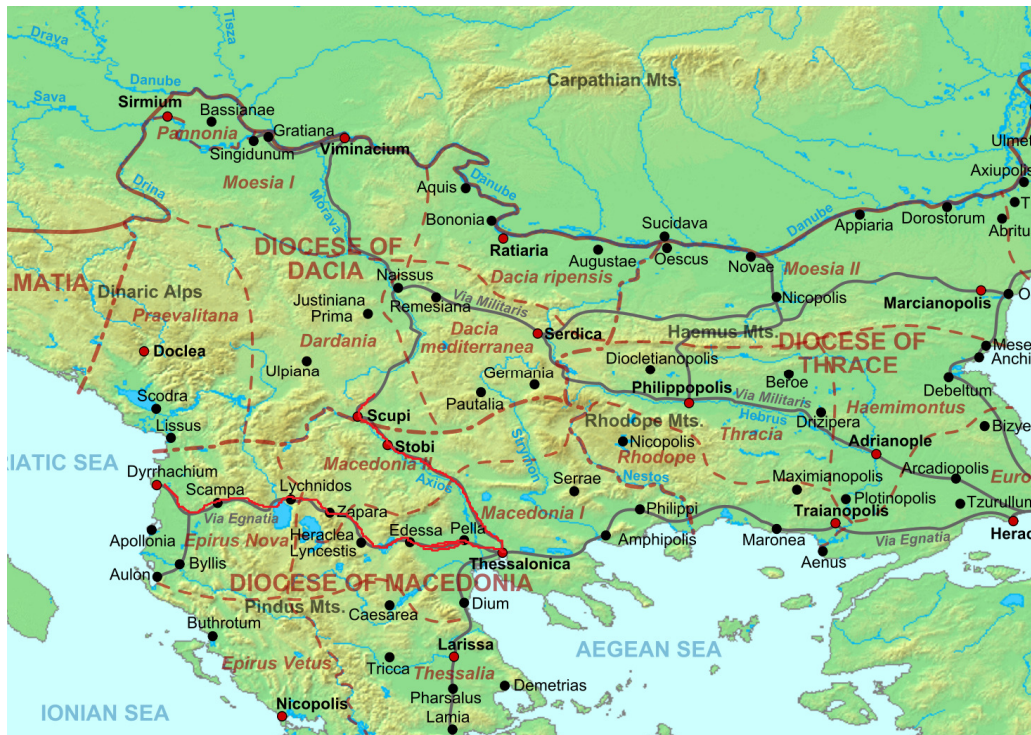 Drava
Tisza
Danube
Sava
Carpathian Mts.
Sirmium
Bassianae
Pannonia
Gratiana
Singidunum
Viminacium
Moesia I
Drina
Morava
Aquis
Danube
Bononia
Ratiaria
Sucidava
Oescus
Augustae
Novae
Danube
Appiaria
Dorostorum
Axiupolis
Ulme
T
Abritu
DIOCESE OF
DACIA
Dacia ripensis
Moesia II
LMATIA
Dinaric Alps
Praevalitana
Naissus
Remesiana
Via Militaris
Nicopolis
Marcianopolis
O
Justiniana
Prima
Dacia
mediterranea
Serdica
Haemus Mts.
DIOCESE OF
THRACE
Mese
Anchi
Doclea
Dardania
Ulpiana
Diocletianopolis
Germania
Pautalia
Philippopolis
Beroe
Via Militaris
Debeltum
Scodra
Lissus
Scupi
Stobi
Rhodope Mts.
Nicopolis
Rhodope
Thracia
Hebrus
Drizipera
Haemimontus
Bizye
Adrianople
RIATIC SEA
Macedonia II
Axios
Strymon
Nestos
Dyrrhachium
Scampa
Lychnidos
Zapara
Via Egnatia
Epirus Nova
Heraclea
Lyncestis
Edessa
Pella
Macedonia I
Serrae
Philippi
Amphipolis
Maximianopolis
Plotinopolis
Traianopolis
Arcadiopolis
Euro
Tzurullum
Herac
Maronea
Aenus
Via Egnatia
Apollonia
Byllis
Aulon
Thessalonica
DIOCESE OF MACEDONIA
Pindus Mts.
Caesarea
Dium
Buthrotum
Epirus Vetus
Tricca
Larissa
Thessalia
AEGEAN SEA
Demetrias
Pharsalus
Lamia
Nicopolis
IONIAN SEA